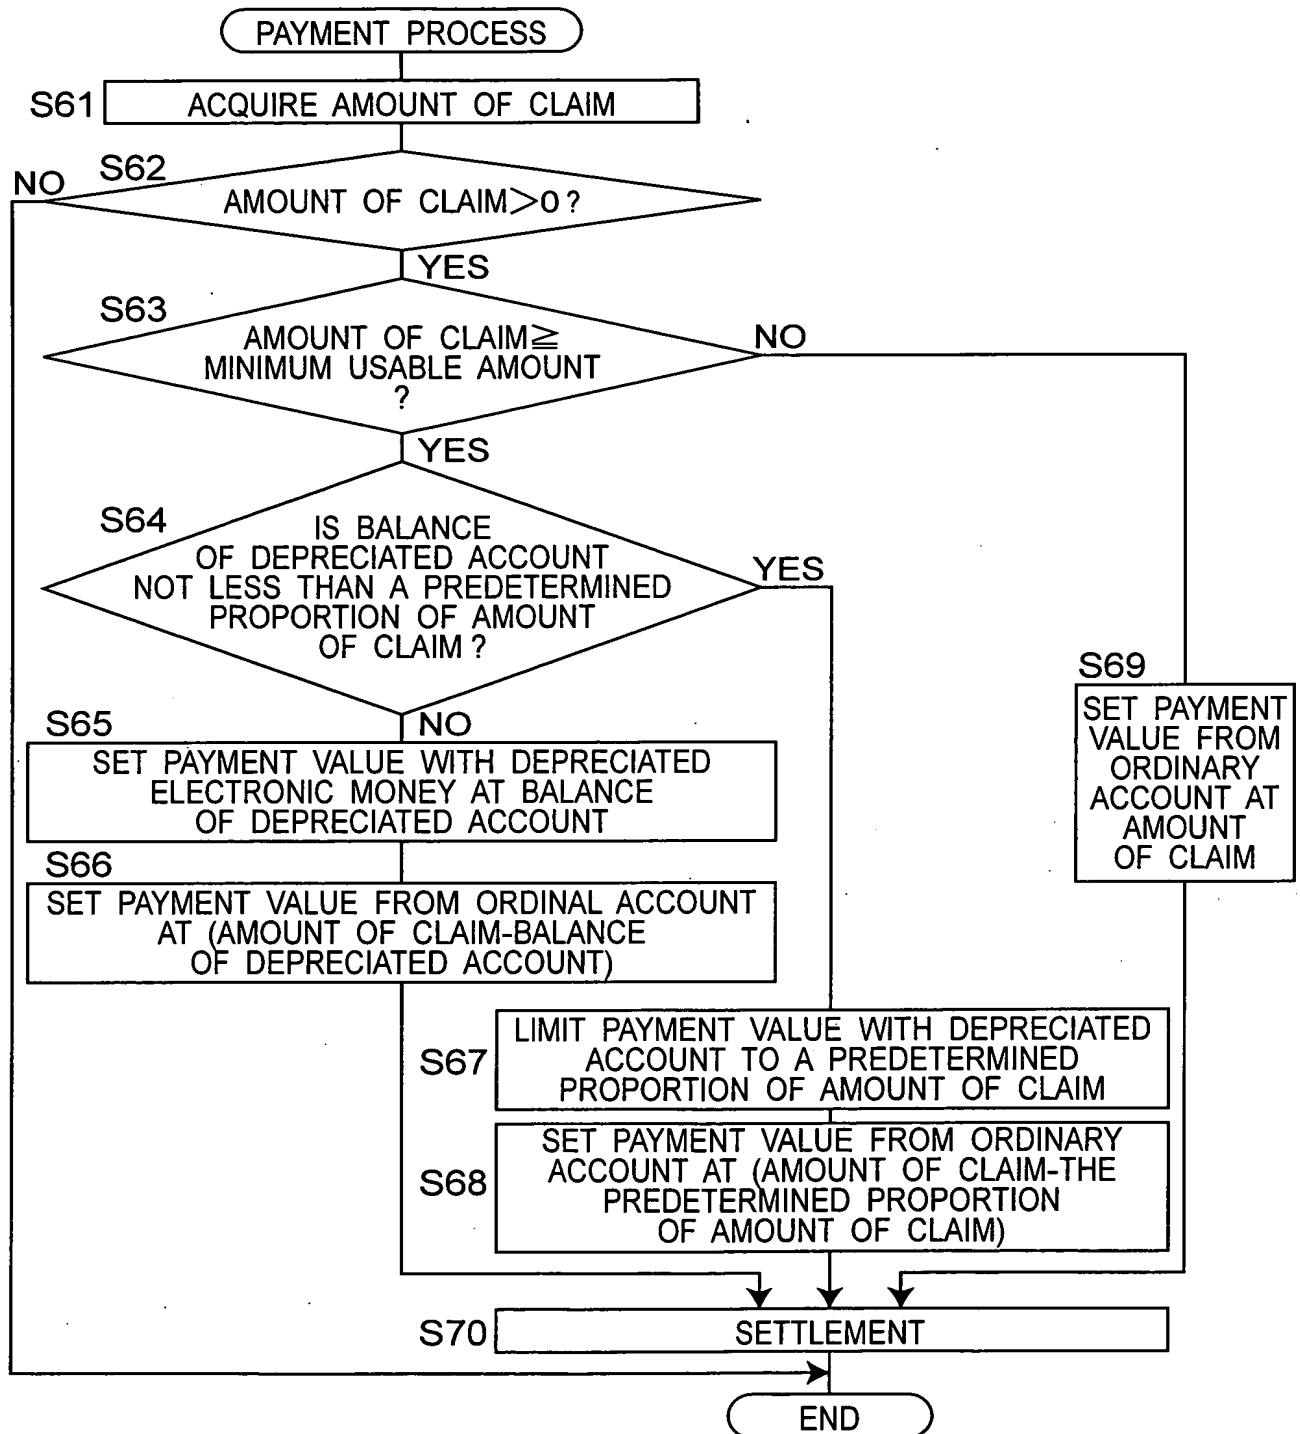 PAYMENT PROCESS
S61
ACQUIRE AMOUNT OF CLAIM
S62
NO
AMOUNT OF CLAIM>0?
YES
S63
AMOUNT OF CLAIM≧
MINIMUM USABLE AMOUNT
?
NO
YES
S64
IS BALANCE
OF DEPRECIATED ACCOUNT
NOT LESS THAN A PREDETERMINED
PROPORTION OF AMOUNT
OF CLAIM?
YES
NO
S65
SET PAYMENT VALUE WITH DEPRECIATED
ELECTRONIC MONEY AT BALANCE
OF DEPRECIATED ACCOUNT
S66
SET PAYMENT VALUE FROM ORDINAL ACCOUNT
AT (AMOUNT OF CLAIM-BALANCE
OF DEPRECIATED ACCOUNT)
S69
SET PAYMENT
VALUE FROM
ORDINARY
ACCOUNT AT
AMOUNT
OF CLAIM
S67
LIMIT PAYMENT VALUE WITH DEPRECIATED
ACCOUNT TO A PREDETERMINED
PROPORTION OF AMOUNT OF CLAIM
S68
SET PAYMENT VALUE FROM ORDINARY
ACCOUNT AT (AMOUNT OF CLAIM-THE
PREDETERMINED PROPORTION
OF AMOUNT OF CLAIM)
S70
SETTLEMENT
END